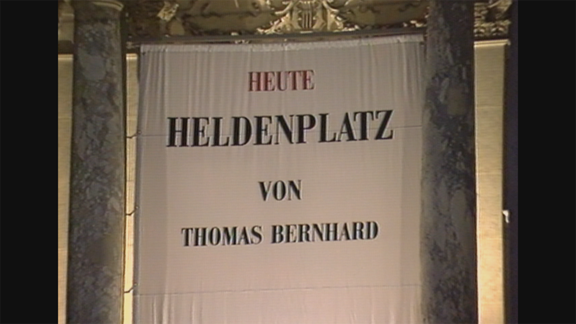 HEUTE
HELDENPLATZ
VON
THOMAS BERNHARD